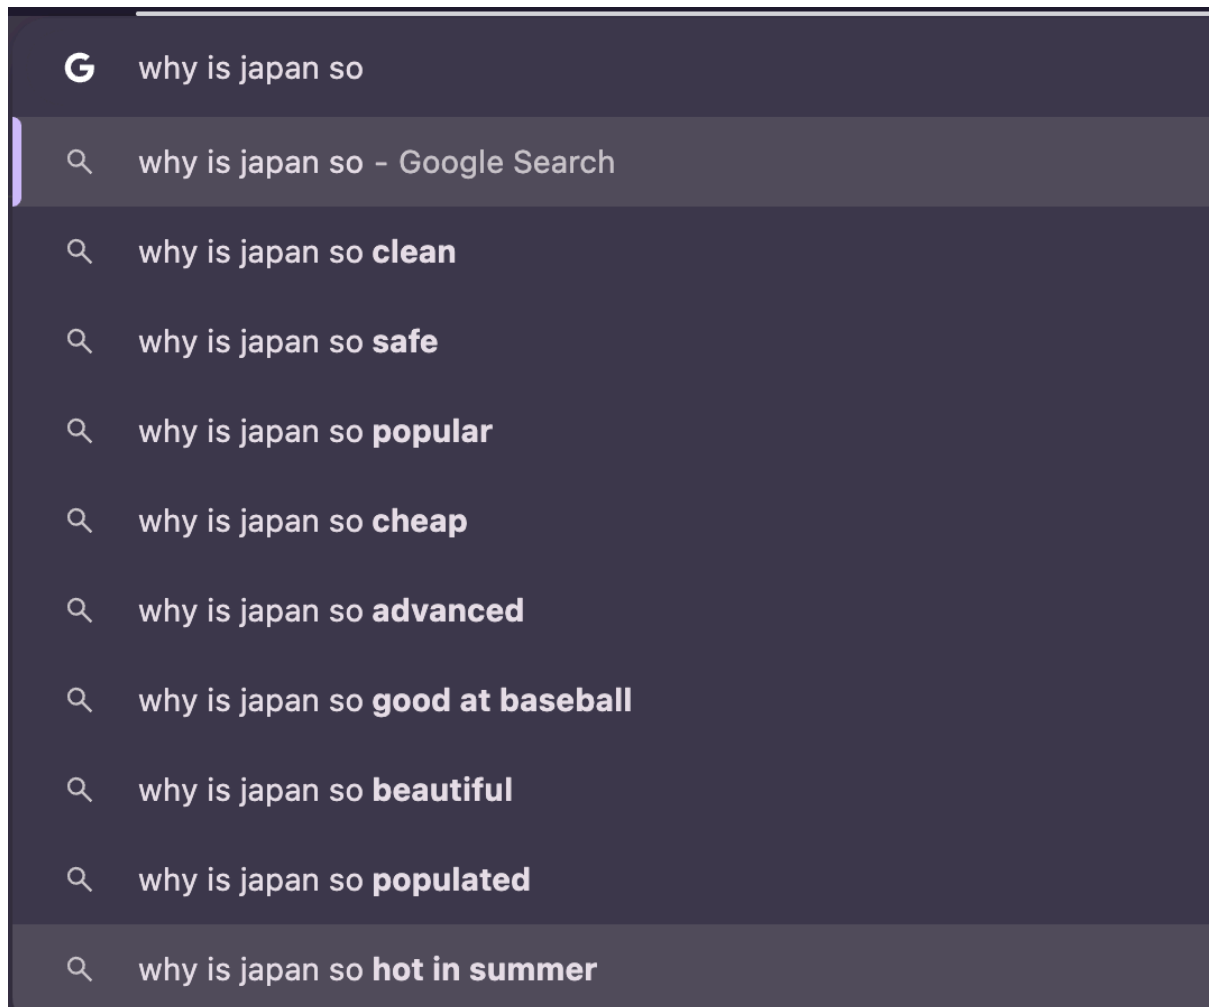 why is japan so
why is japan so - Google Search
why is japan so clean
why is japan so safe
why is japan so popular
why is japan so cheap
why is japan so advanced
why is japan so good at baseball
why is japan so beautiful
why is japan so populated
why is japan so hot in summer